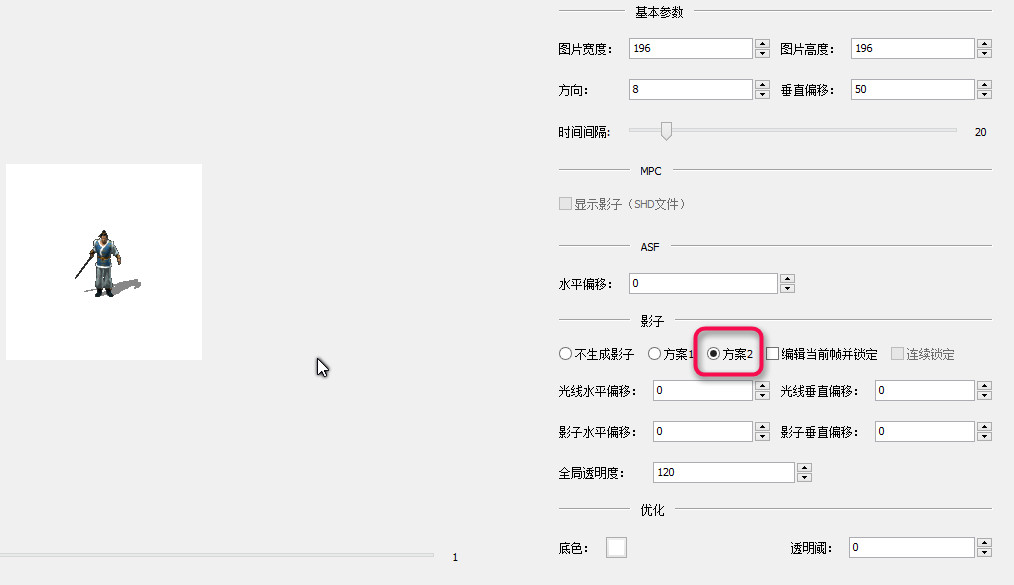 基本参数
图片宽度： 196 图片高度： 196
方向： 8 垂直偏移： 50
时间间隔： 20
MPC
显示影子（SHD文件）
ASF
水平偏移： 0
影子
不生成影子 方案1 方案2 编辑当前帧并锁定 连续锁定
光线水平偏移： 0 光线垂直偏移： 0
影子水平偏移： 0 影子垂直偏移： 0
全局透明度： 120
优化
底色： 透明阈： 0
1